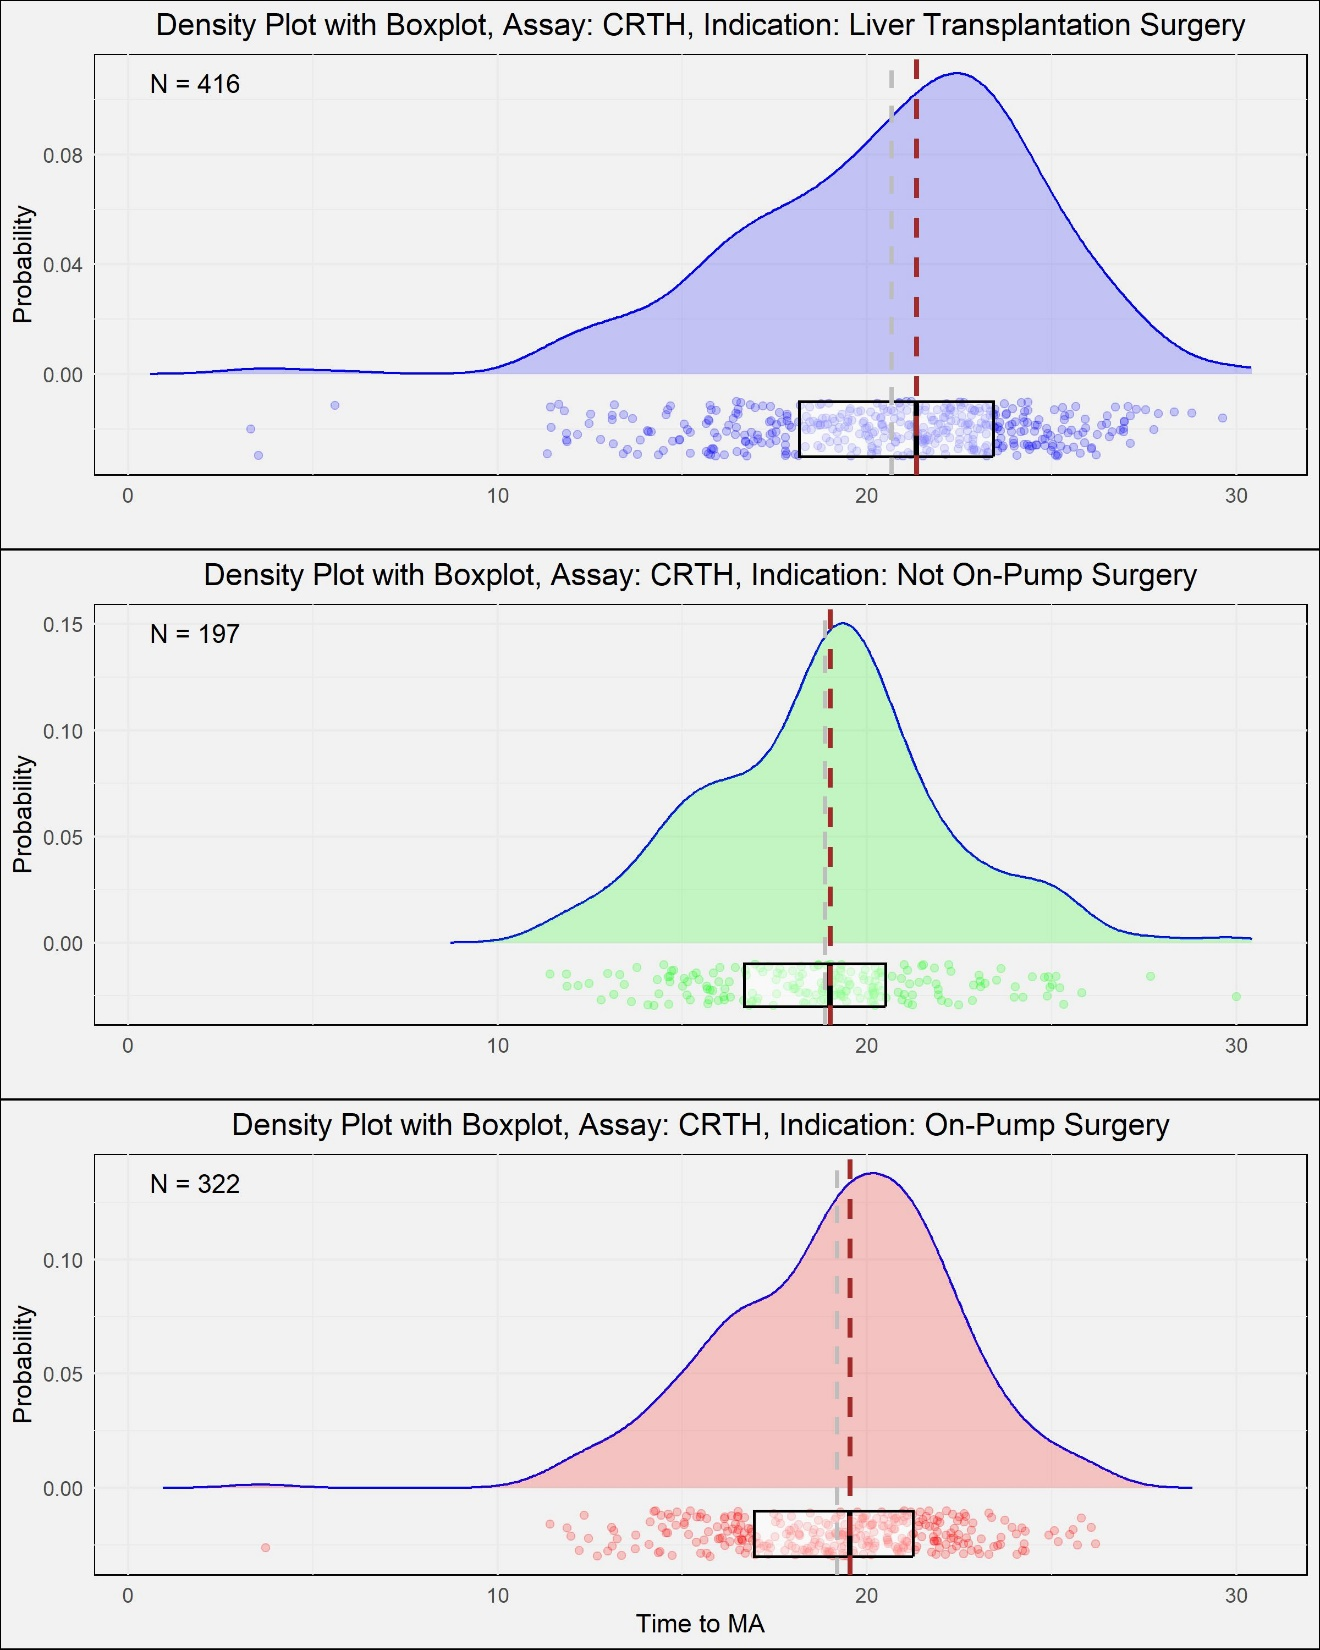 Density Plot with Boxplot, Assay: CRTH, Indication: Liver Transplantation Surgery
N = 416
0.08
0.04
0.00
Probability
0 10 20 30
Density Plot with Boxplot, Assay: CRTH, Indication: Not On-Pump Surgery
N = 197
0.15
0.10
0.05
0.00
Probability
0 10 20 30
Density Plot with Boxplot, Assay: CRTH, Indication: On-Pump Surgery
N = 322
0.10
0.05
0.00
Probability
0 10 20 30
Time to MA